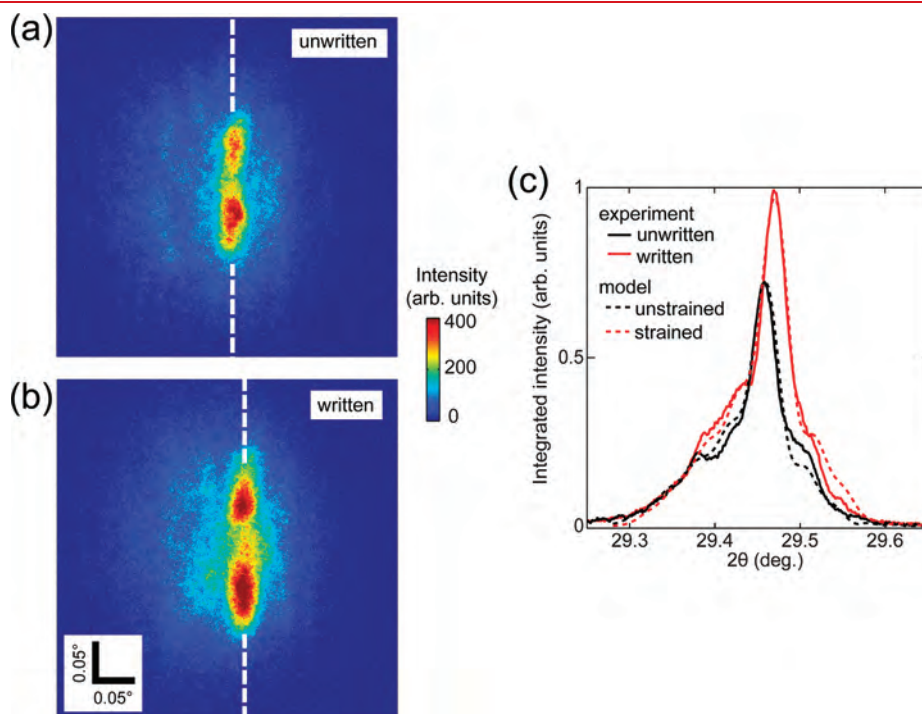 (a)
unwritten
Intensity
(arb. units)
400
200
0
(b)
written
0.05°
0.05°
(c)
Integrated intensity (arb. units)
1
0.5
0
experiment
unwritten
written
model
unstrained
strained
29.3 29.4 29.5 29.6
2θ (deg.)